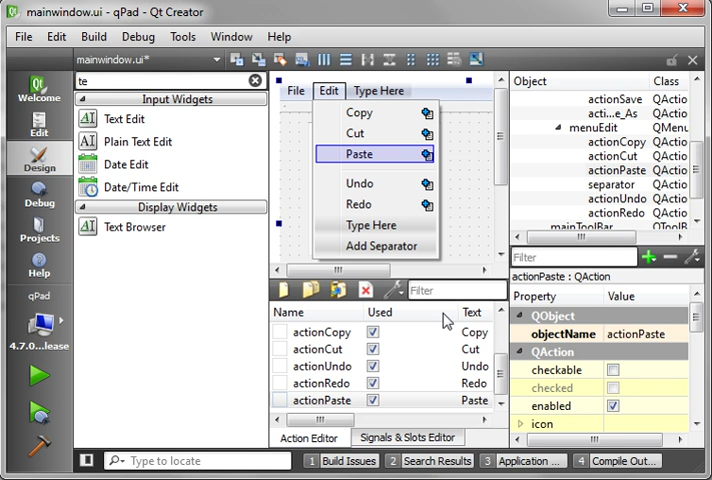 mainwindow.ui - qPad - Qt Creator
File Edit Build Debug Tools Window Help
mainwindow.ui*
Welcome
Edit
Design
Debug
Projects
Help
qPad
4.7.0...lease
te
Input Widgets
Text Edit
Plain Text Edit
Date Edit
Date/Time Edit
Display Widgets
Text Browser
File Edit Type Here
Copy
Cut
Paste
Undo
Redo
Type Here
Add Separator
Filter
Name Used Text
actionCopy Copy
actionCut Cut
actionUndo Undo
actionRedo Redo
actionPaste Paste
Action Editor Signals & Slots Editor
Object Class
actionSave QAction
acti...e_As QAction
menuEdit QMenu
actionCopy QAction
actionCut QAction
actionPaste QAction
separator QAction
actionUndo QAction
actionRedo QAction
mainToolBar QToolB
Filter
actionPaste : QAction
Property Value
QObject
objectName actionPaste
QAction
checkable
checked
enabled
icon
Type to locate
1 Build Issues 2 Search Results 3 Application ... 4 Compile Out...